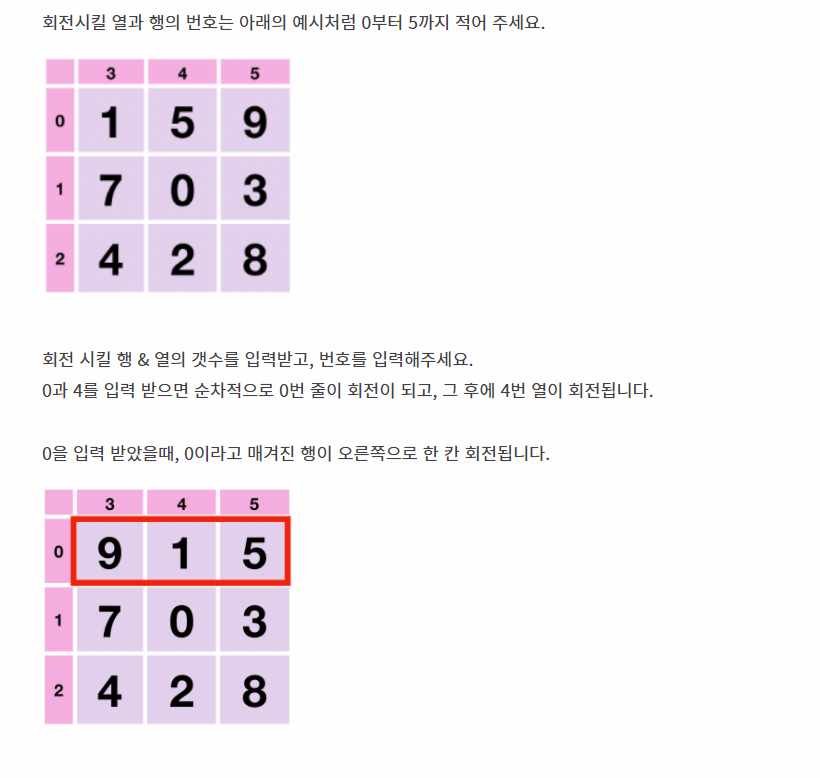 회전시킬 열과 행의 번호는 아래의 예시처럼 0부터 5까지 적어 주세요.
3 4 5
0 1 5 9
1 7 0 3
2 4 2 8
회전 시킬 행 & 열의 갯수를 입력받고, 번호를 입력해주세요.
0과 4를 입력 받으면 순차적으로 0번 줄이 회전이 되고, 그 후에 4번 열이 회전됩니다.
0을 입력 받았을때, 0이라고 매겨진 행이 오른쪽으로 한 칸 회전됩니다.
3 4 5
0 9 1 5
1 7 0 3
2 4 2 8